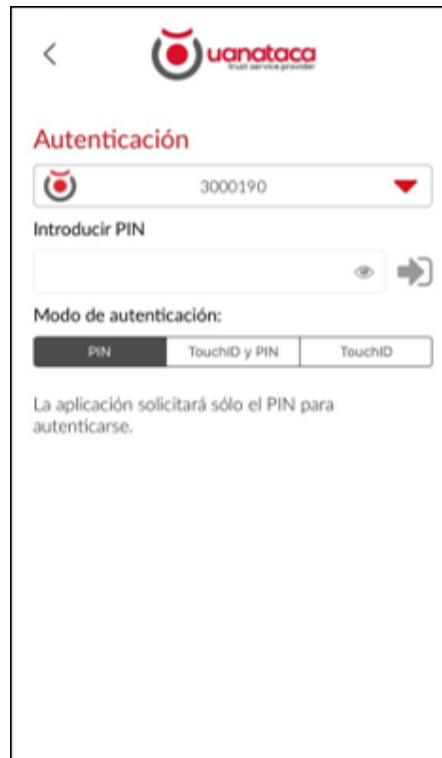 uanataca
trust service provider
Autenticación
3000190
Introducir PIN
Modo de autenticación:
PIN
TouchID y PIN
TouchID
La aplicación solicitará sólo el PIN para
autenticarse.